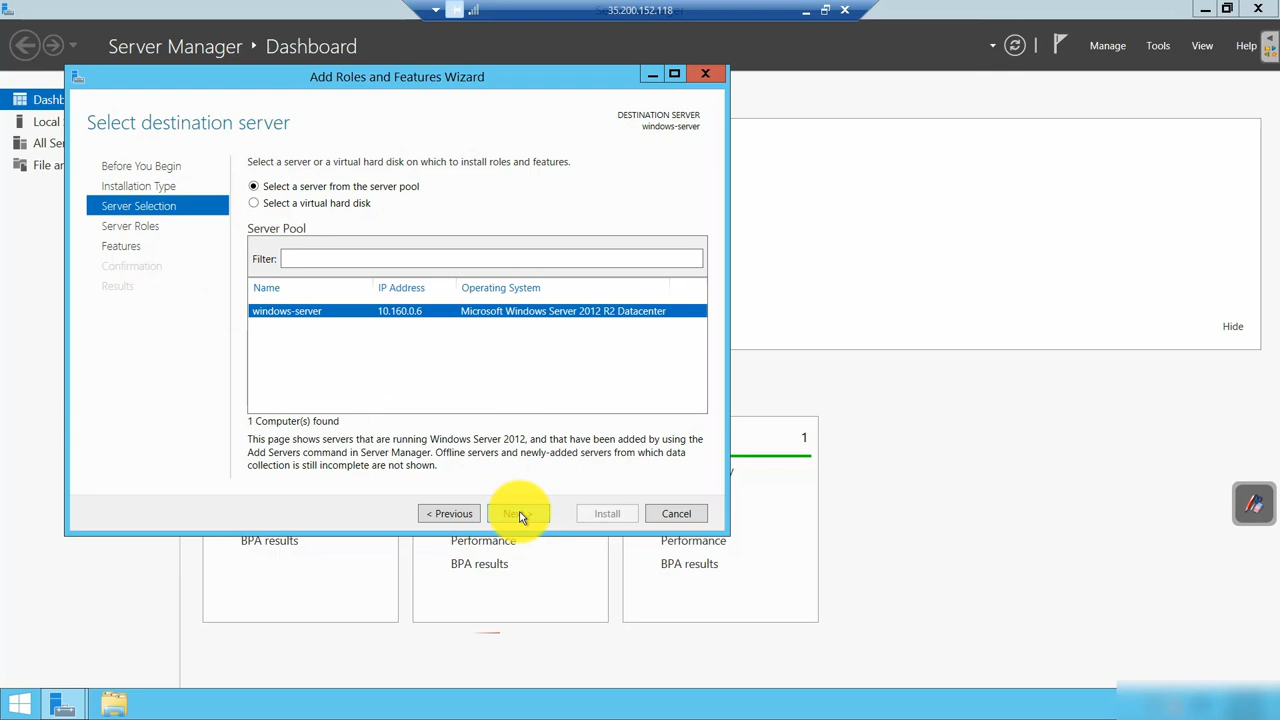 35.200.152.118
Server Manager ‣ Dashboard
Manage
Tools
View
Help
Dashb
Local
All Se
File an
Add Roles and Features Wizard
Select destination server
DESTINATION SERVER
windows-server
Before You Begin
Installation Type
Server Selection
Server Roles
Features
Confirmation
Results
Select a server or a virtual hard disk on which to install roles and features.
Select a server from the server pool
Select a virtual hard disk
Server Pool
Filter:
Name IP Address Operating System
windows-server 10.160.0.6 Microsoft Windows Server 2012 R2 Datacenter
1 Computer(s) found
This page shows servers that are running Windows Server 2012, and that have been added by using the
Add Servers command in Server Manager. Offline servers and newly-added servers from which data
collection is still incomplete are not shown.
< Previous
Install
Cancel
Hide
1
BPA results
Performance
BPA results
Performance
BPA results